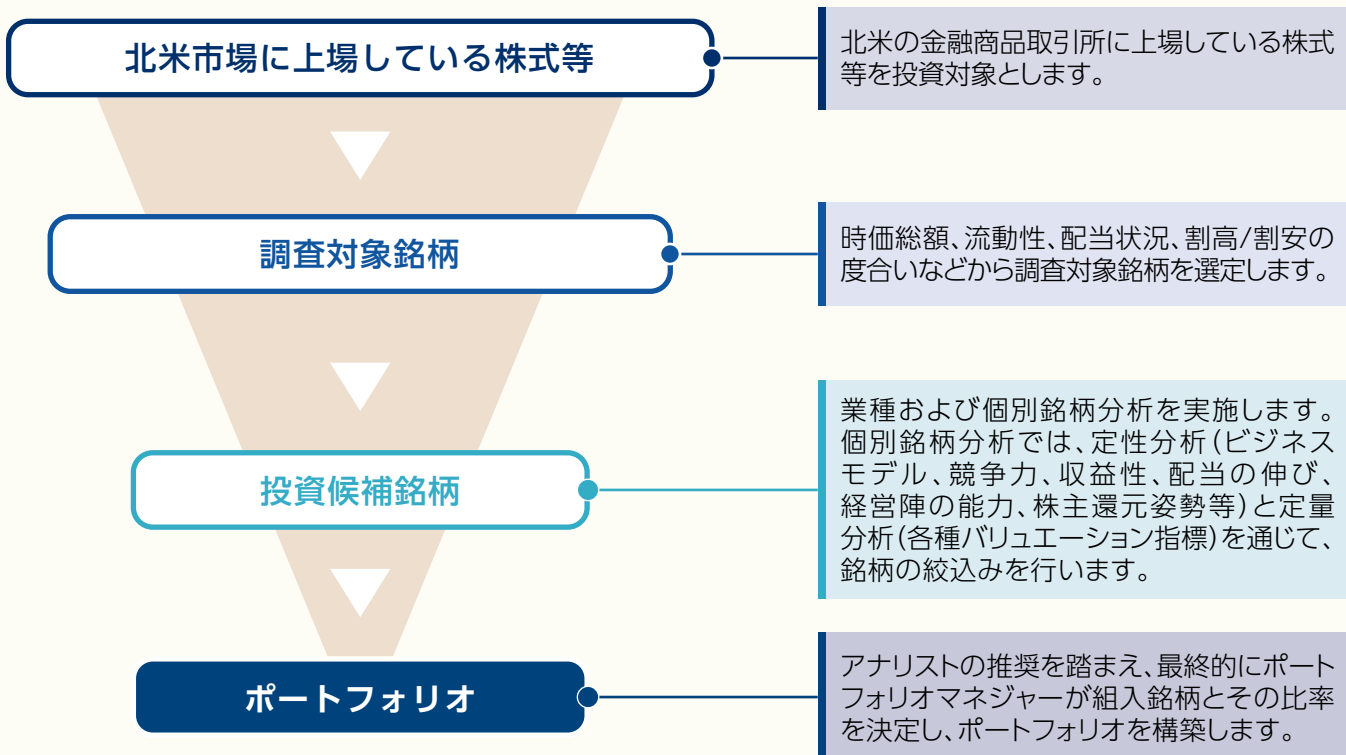 北米市場に上場している株式等
北米の金融商品取引所に上場している株式
等を投資対象とします。
調査対象銘柄
時価総額、流動性、配当状況、割高/割安の
度合いなどから調査対象銘柄を選定します。
投資候補銘柄
業種および個別銘柄分析を実施します。
個別銘柄分析では、定性分析(ビジネス
モデル、競争力、収益性、配当の伸び、
経営陣の能力、株主還元姿勢等)と定量
分析(各種バリュエーション指標)を通じて、
銘柄の絞込みを行います。
ポートフォリオ
アナリストの推奨を踏まえ、最終的にポート
フォリオマネジャーが組入銘柄とその比率
を決定し、ポートフォリオを構築します。